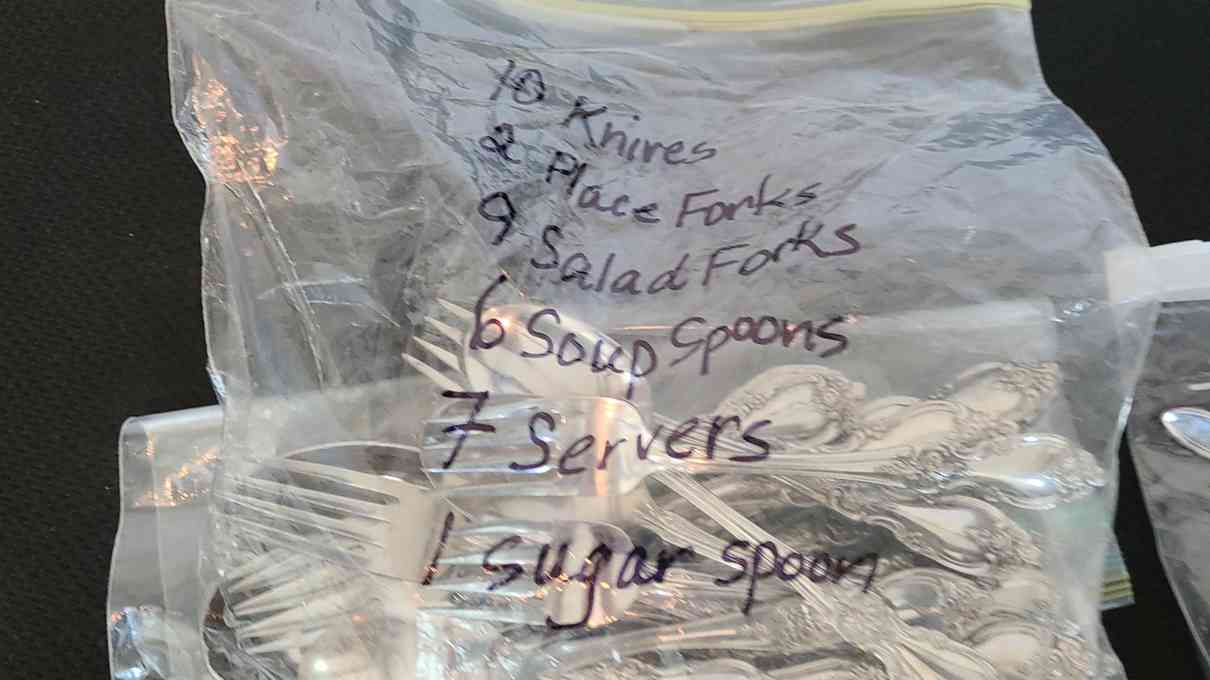 10 Knives
2 Place Forks
9 Salad Forks
6 Soup Spoons
7 Servers
1 Sugar spoon